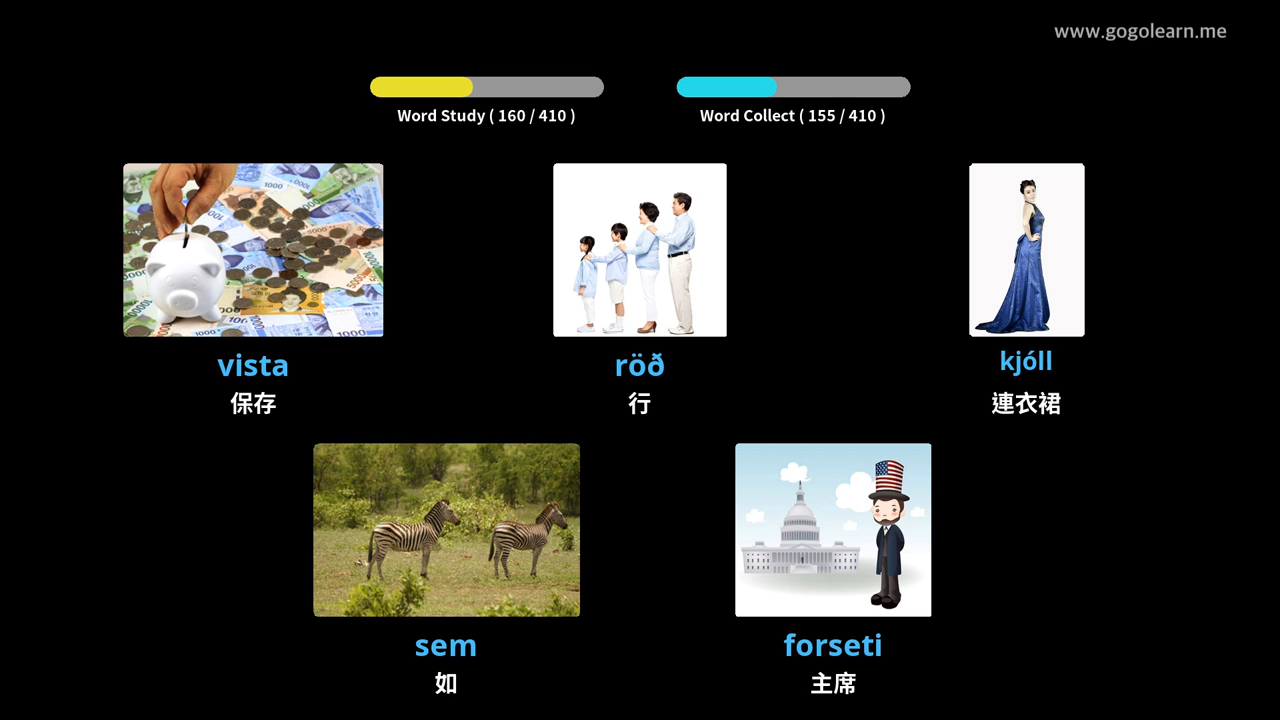 www.gogolearn.me
Word Study ( 160 / 410 )
Word Collect ( 155 / 410 )
vista
保存
röð
行
kjóll
連衣裙
sem
如
forseti
主席